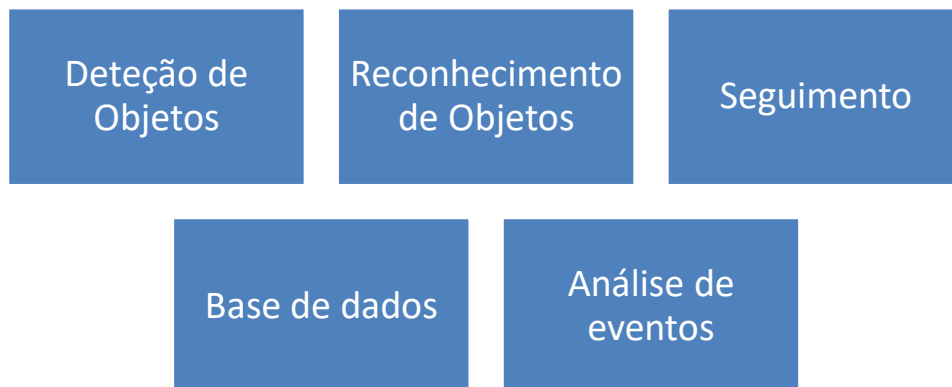 Deteção de
Objetos
Reconhecimento
de Objetos
Seguimento
Base de dados
Análise de
eventos